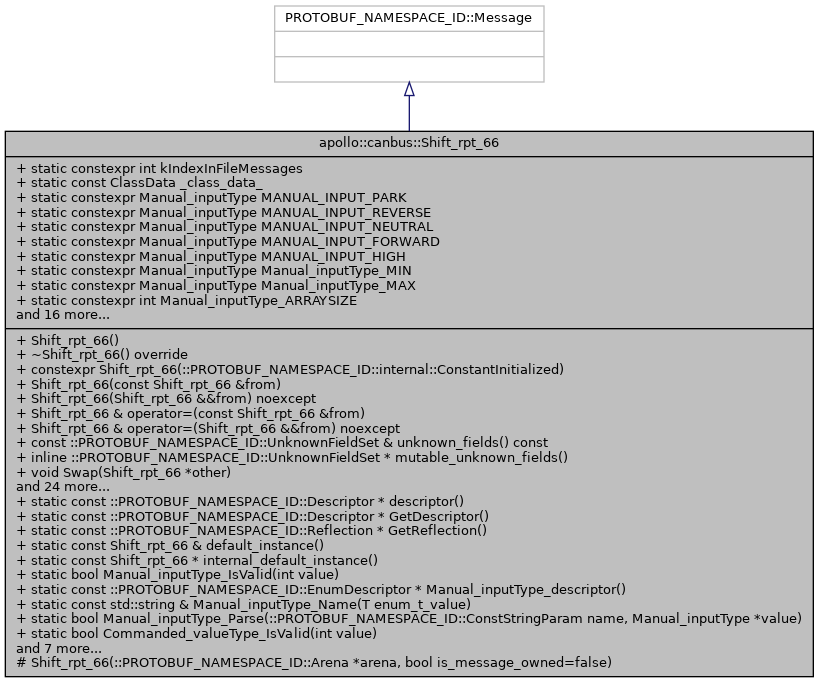 PROTOBUF_NAMESPACE_ID::Message
apollo::canbus::Shift_rpt_66
+ static constexpr int kIndexInFileMessages
+ static const ClassData _class_data_
+ static constexpr Manual_inputType MANUAL_INPUT_PARK
+ static constexpr Manual_inputType MANUAL_INPUT_REVERSE
+ static constexpr Manual_inputType MANUAL_INPUT_NEUTRAL
+ static constexpr Manual_inputType MANUAL_INPUT_FORWARD
+ static constexpr Manual_inputType MANUAL_INPUT_HIGH
+ static constexpr Manual_inputType Manual_inputType_MIN
+ static constexpr Manual_inputType Manual_inputType_MAX
+ static constexpr int Manual_inputType_ARRAYSIZE
and 16 more...
+ Shift_rpt_66()
+ ~Shift_rpt_66() override
+ constexpr Shift_rpt_66(::PROTOBUF_NAMESPACE_ID::internal::ConstantInitialized)
+ Shift_rpt_66(const Shift_rpt_66 &from)
+ Shift_rpt_66(Shift_rpt_66 &&from) noexcept
+ Shift_rpt_66 & operator=(const Shift_rpt_66 &from)
+ Shift_rpt_66 & operator=(Shift_rpt_66 &&from) noexcept
+ const ::PROTOBUF_NAMESPACE_ID::UnknownFieldSet & unknown_fields() const
+ inline ::PROTOBUF_NAMESPACE_ID::UnknownFieldSet * mutable_unknown_fields()
+ void Swap(Shift_rpt_66 *other)
and 24 more...
+ static const ::PROTOBUF_NAMESPACE_ID::Descriptor * descriptor()
+ static const ::PROTOBUF_NAMESPACE_ID::Descriptor * GetDescriptor()
+ static const ::PROTOBUF_NAMESPACE_ID::Reflection * GetReflection()
+ static const Shift_rpt_66 & default_instance()
+ static const Shift_rpt_66 * internal_default_instance()
+ static bool Manual_inputType_IsValid(int value)
+ static const ::PROTOBUF_NAMESPACE_ID::EnumDescriptor * Manual_inputType_descriptor()
+ static const std::string & Manual_inputType_Name(T enum_t_value)
+ static bool Manual_inputType_Parse(::PROTOBUF_NAMESPACE_ID::ConstStringParam name, Manual_inputType *value)
+ static bool Commanded_valueType_IsValid(int value)
and 7 more...
# Shift_rpt_66(::PROTOBUF_NAMESPACE_ID::Arena *arena, bool is_message_owned=false)